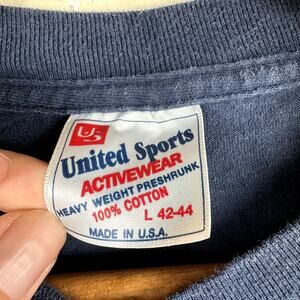 US
United Sports
ACTIVEWEAR
HEAVY WEIGHT PRESHRUNK
100% COTTON
L 42-44
MADE IN U.S.A.